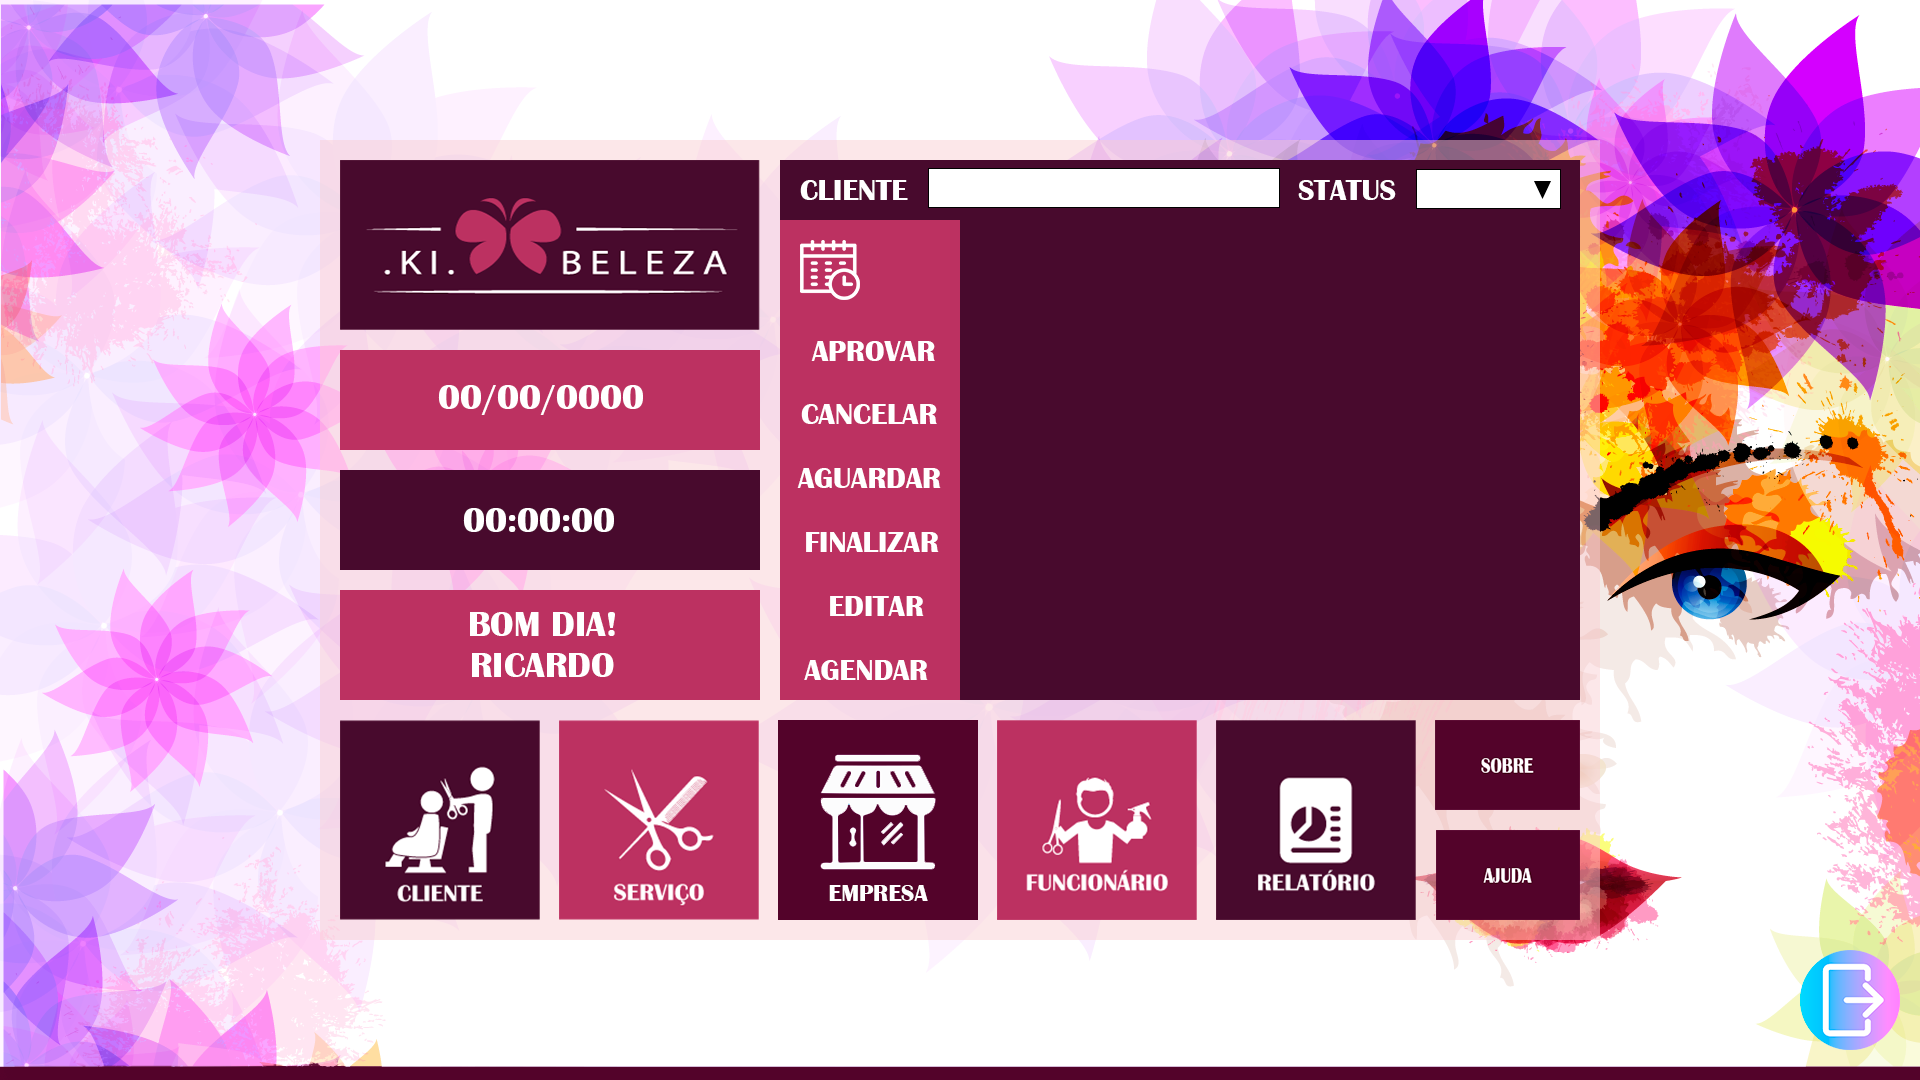 .KI. BELEZA
00/00/0000
00:00:00
BOM DIA!
RICARDO
CLIENTE STATUS
APROVAR
CANCELAR
AGUARDAR
FINALIZAR
EDITAR
AGENDAR
CLIENTE
SERVIÇO
EMPRESA
FUNCIONÁRIO
RELATÓRIO
SOBRE
AJUDA